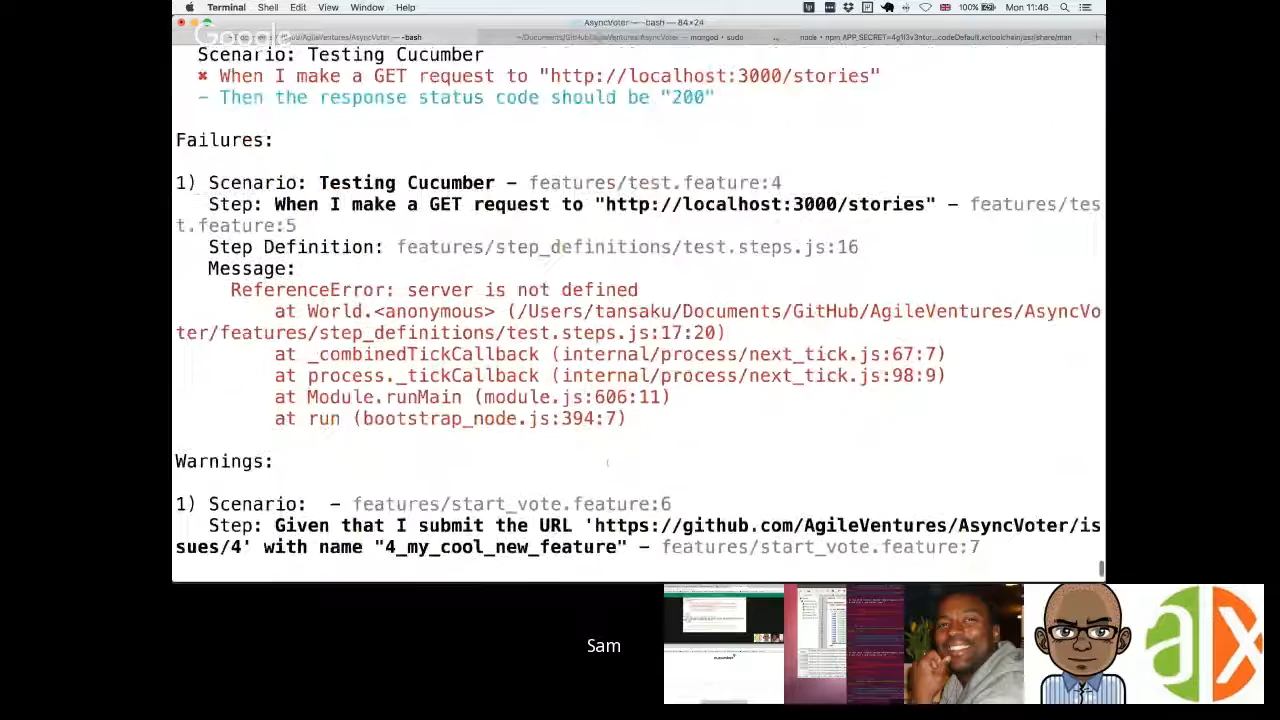 Terminal Shell Edit View Window Help 100% Mon 11:46
AsyncVoter — -bash — 84×24
Google
Scenario: Testing Cucumber
✖ When I make a GET request to "http://localhost:3000/stories"
- Then the response status code should be "200"
Failures:
1) Scenario: Testing Cucumber - features/test.feature:4
Step: When I make a GET request to "http://localhost:3000/stories" - features/tes
t.feature:5
Step Definition: features/step_definitions/test.steps.js:16
Message:
ReferenceError: server is not defined
at World.<anonymous> (/Users/tansaku/Documents/GitHub/AgileVentures/AsyncVo
ter/features/step_definitions/test.steps.js:17:20)
at _combinedTickCallback (internal/process/next_tick.js:67:7)
at process._tickCallback (internal/process/next_tick.js:98:9)
at Module.runMain (module.js:606:11)
at run (bootstrap_node.js:394:7)
Warnings:
1) Scenario: - features/start_vote.feature:6
Step: Given that I submit the URL 'https://github.com/AgileVentures/AsyncVoter/is
sues/4' with name "4_my_cool_new_feature" - features/start_vote.feature:7
Sam
ax